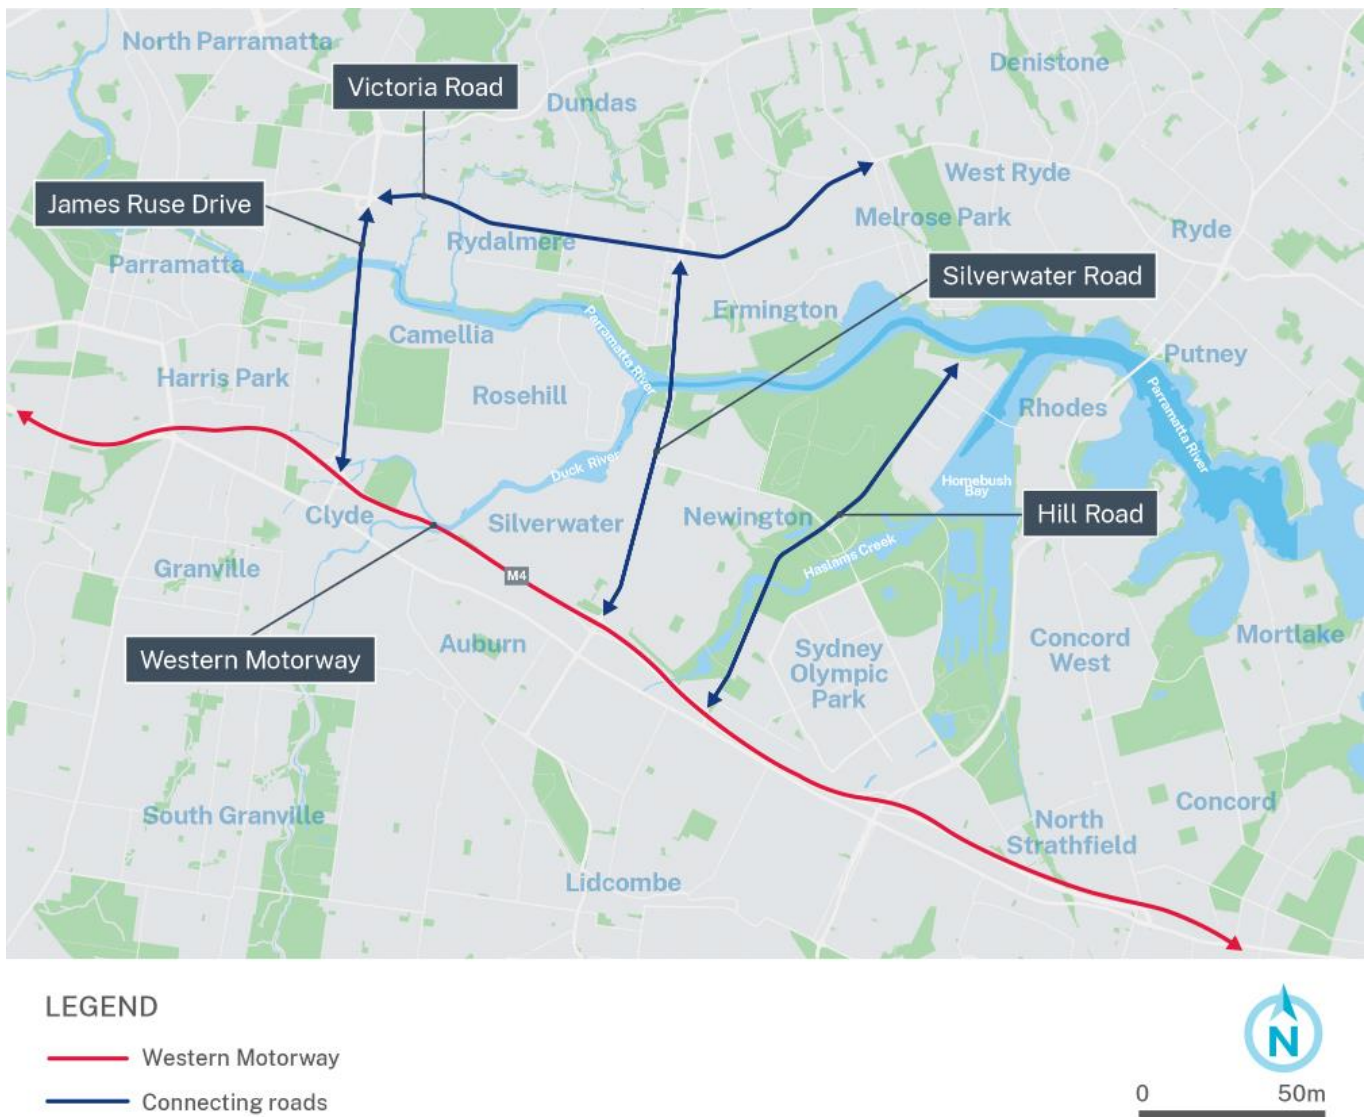 North Parramatta
Denistone
Victoria Road
Dundas
West Ryde
James Ruse Drive
Melrose Park
Ryde
Rydalmere
Parramatta
Silverwater Road
Ermington
Camellia
Parramatta River
Putney
Harris Park
Rosehill
Rhodes
Parramatta River
Duck River
Homebush
Bay
Clyde
Silverwater
Newington
Hill Road
Haslams Creek
Granville
M4
Auburn
Western Motorway
Sydney
Olympic
Park
Concord
West
Mortlake
South Granville
Concord
North
Strathfield
Lidcombe
LEGEND
Western Motorway
Connecting roads
N
0 50m